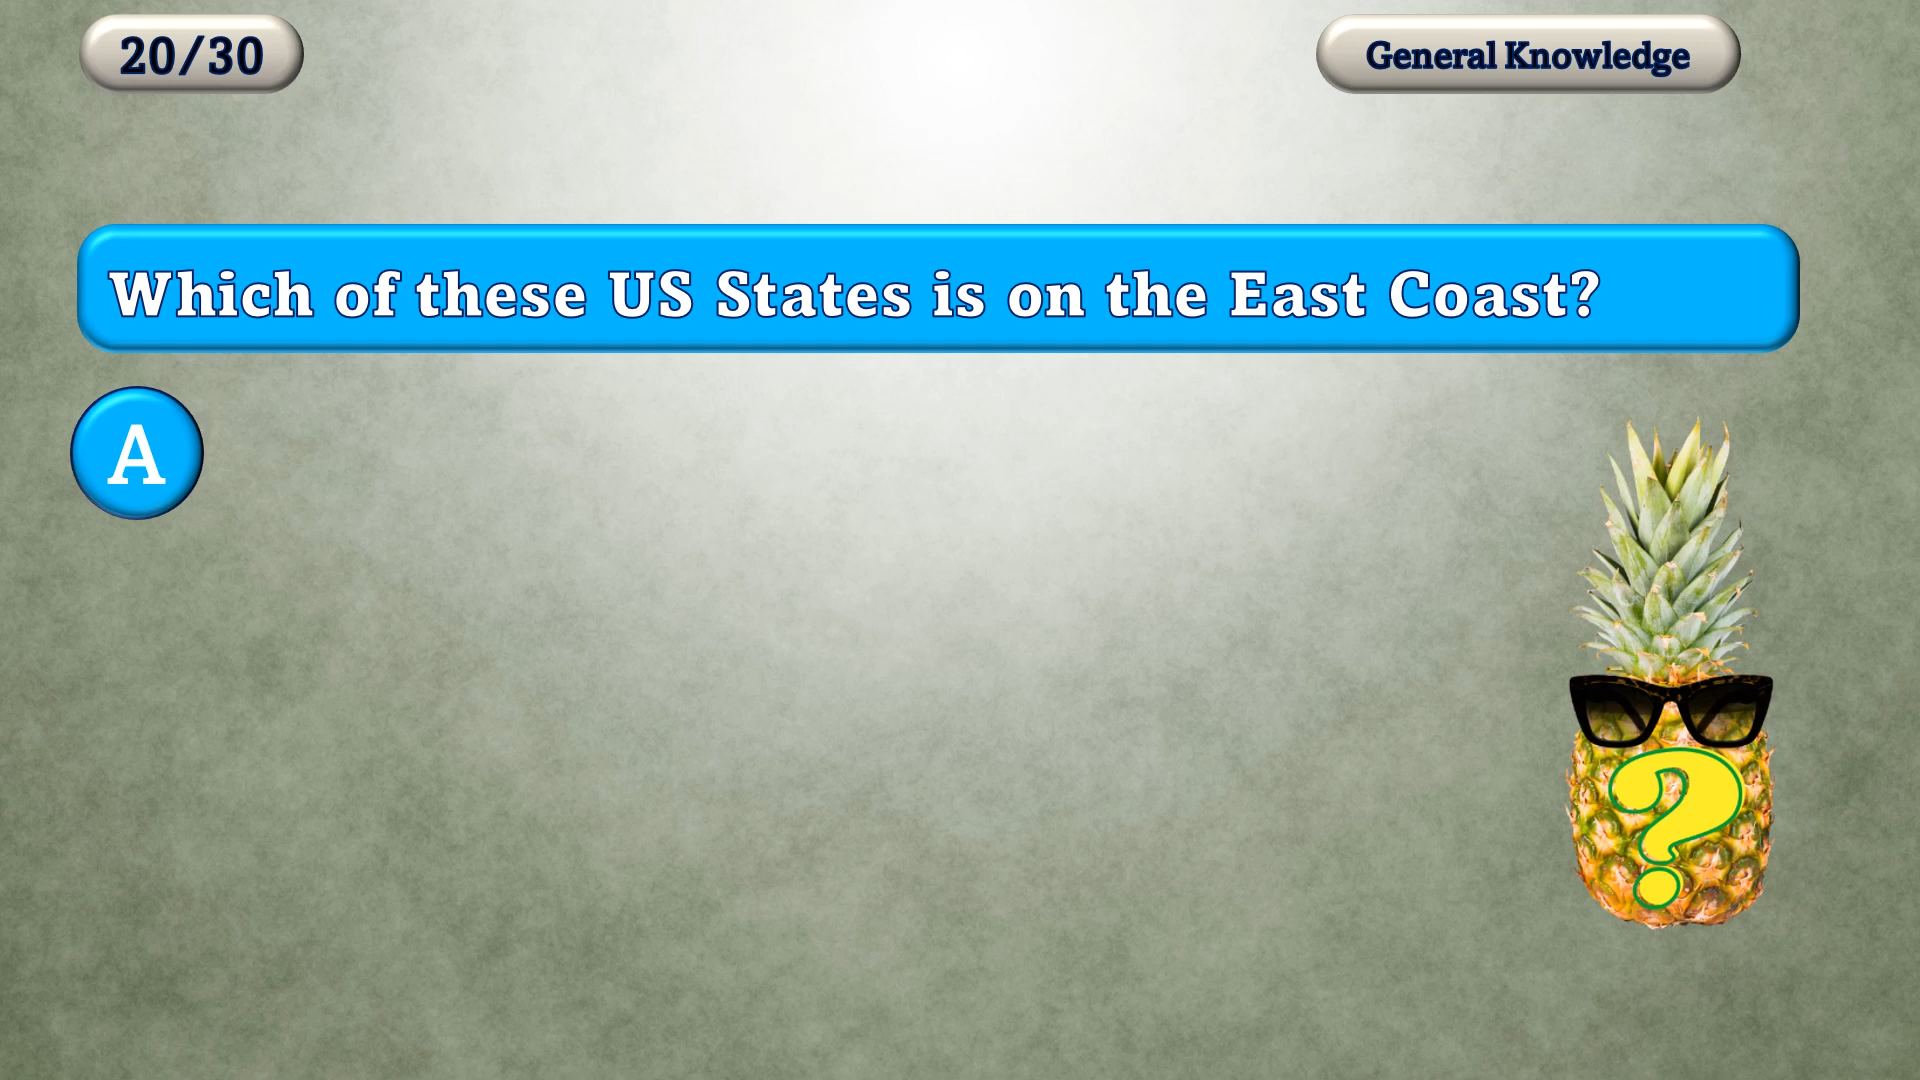 20/30
General Knowledge
Which of these US States is on the East Coast?
A
?